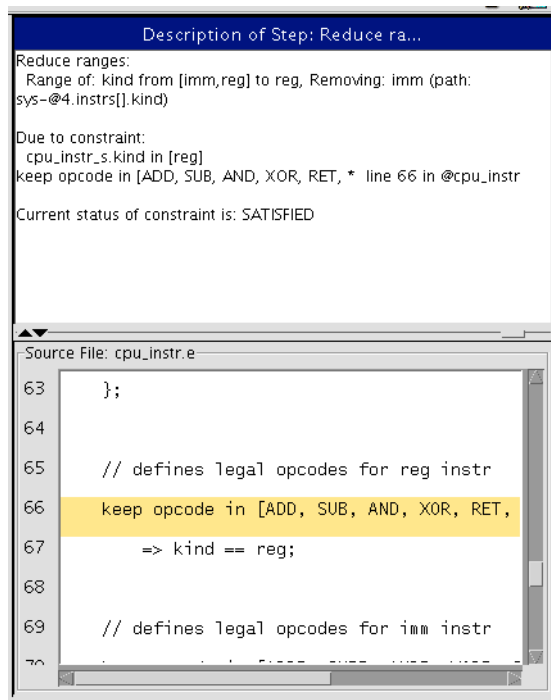 Description of Step: Reduce ra...
Reduce ranges:
Range of: kind from [imm,reg] to reg, Removing: imm (path:
sys-@4.instrs[].kind)
Due to constraint:
cpu_instr_s.kind in [reg]
keep opcode in [ADD, SUB, AND, XOR, RET, * line 66 in @cpu_instr
Current status of constraint is: SATISFIED
Source File: cpu_instr.e
63 };
64
65 // defines legal opcodes for reg instr
66 keep opcode in [ADD, SUB, AND, XOR, RET,
67 => kind == reg;
68
69 // defines legal opcodes for imm instr